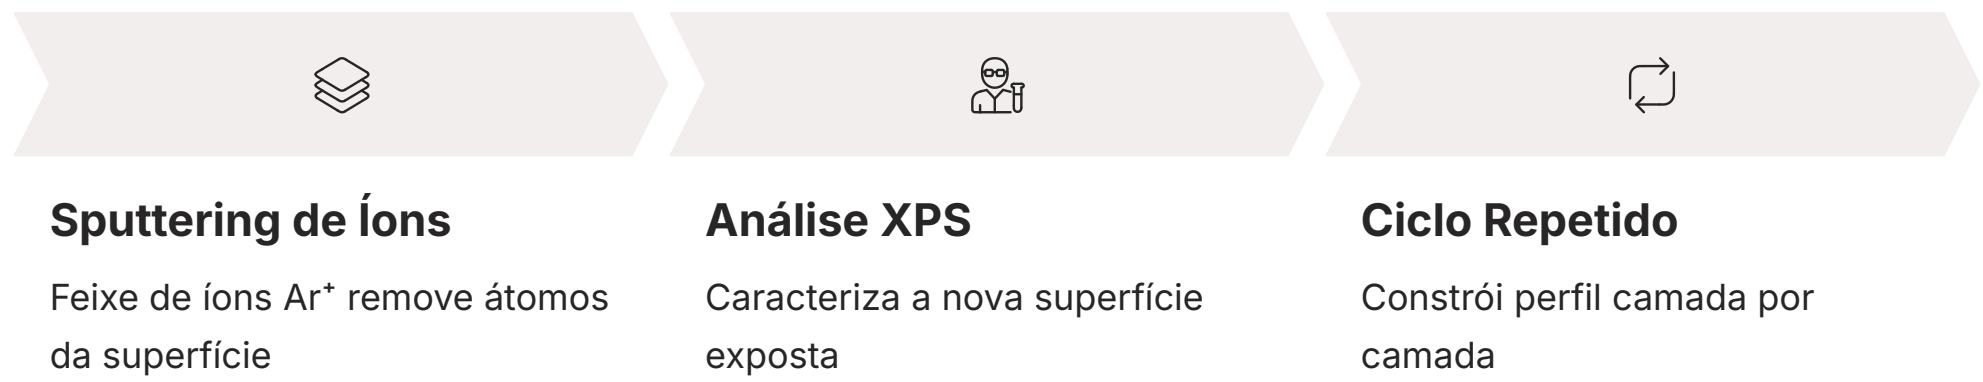 Sputtering de Íons
Feixe de íons Ar⁺ remove átomos
da superfície
Análise XPS
Caracteriza a nova superfície
exposta
Ciclo Repetido
Constrói perfil camada por
camada